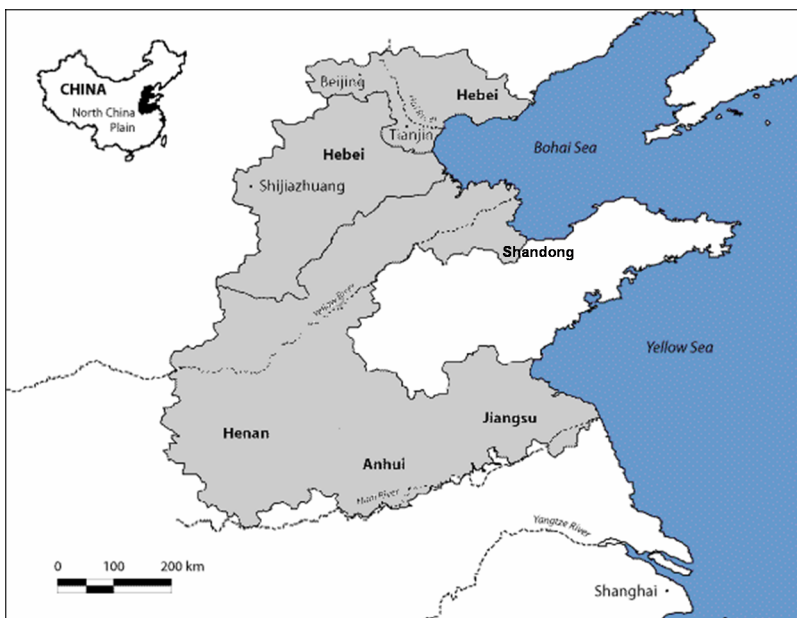 CHINA
North China
Plain
Beijing
Hebei
Tianjin
Bohai Sea
Hebei
Shijiazhuang
Shandong
Yellow River
Yellow Sea
Jiangsu
Henan
Anhui
River
Yangtze River
0 100 200 km
Shanghai